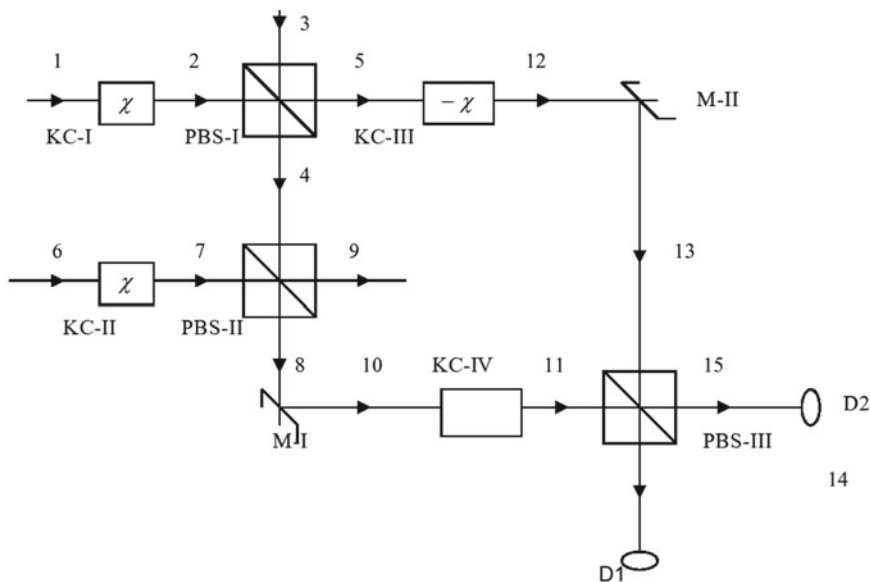 3
1 2 5 12
χ − χ M-II
KC-I PBS-I KC-III
4
6 7 9 13
χ
KC-II PBS-II
8 10 KC-IV 11 15
D2
M-I PBS-III
14
D1